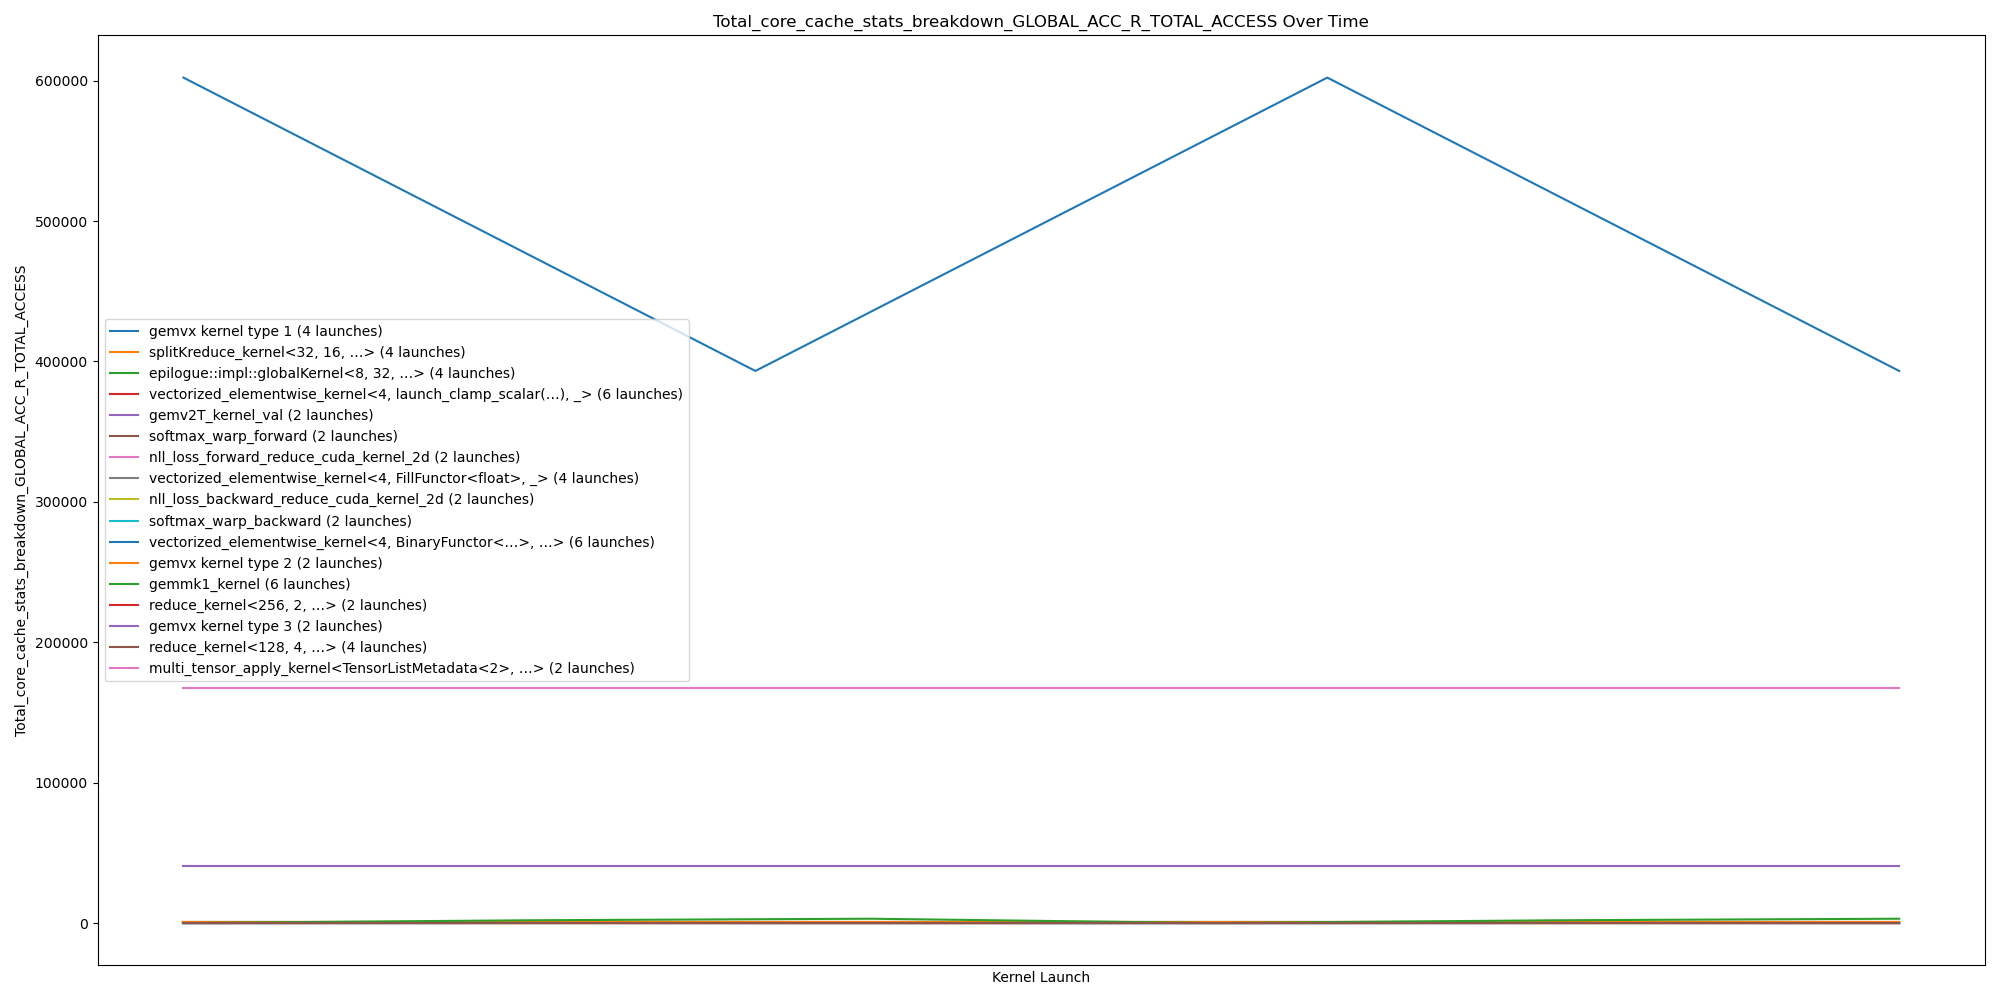 Total_core_cache_stats_breakdown_GLOBAL_ACC_R_TOTAL_ACCESS Over Time
Total_core_cache_stats_breakdown_GLOBAL_ACC_R_TOTAL_ACCESS
600000
500000
400000
300000
200000
100000
0
gemvx kernel type 1 (4 launches)
splitKreduce_kernel<32, 16, ...> (4 launches)
epilogue::impl::globalKernel<8, 32, ...> (4 launches)
vectorized_elementwise_kernel<4, launch_clamp_scalar(...), _> (6 launches)
gemv2T_kernel_val (2 launches)
softmax_warp_forward (2 launches)
nll_loss_forward_reduce_cuda_kernel_2d (2 launches)
vectorized_elementwise_kernel<4, FillFunctor<float>, _> (4 launches)
nll_loss_backward_reduce_cuda_kernel_2d (2 launches)
softmax_warp_backward (2 launches)
vectorized_elementwise_kernel<4, BinaryFunctor<...>, ...> (6 launches)
gemvx kernel type 2 (2 launches)
gemmk1_kernel (6 launches)
reduce_kernel<256, 2, ...> (2 launches)
gemvx kernel type 3 (2 launches)
reduce_kernel<128, 4, ...> (4 launches)
multi_tensor_apply_kernel<TensorListMetadata<2>, ...> (2 launches)
Kernel Launch